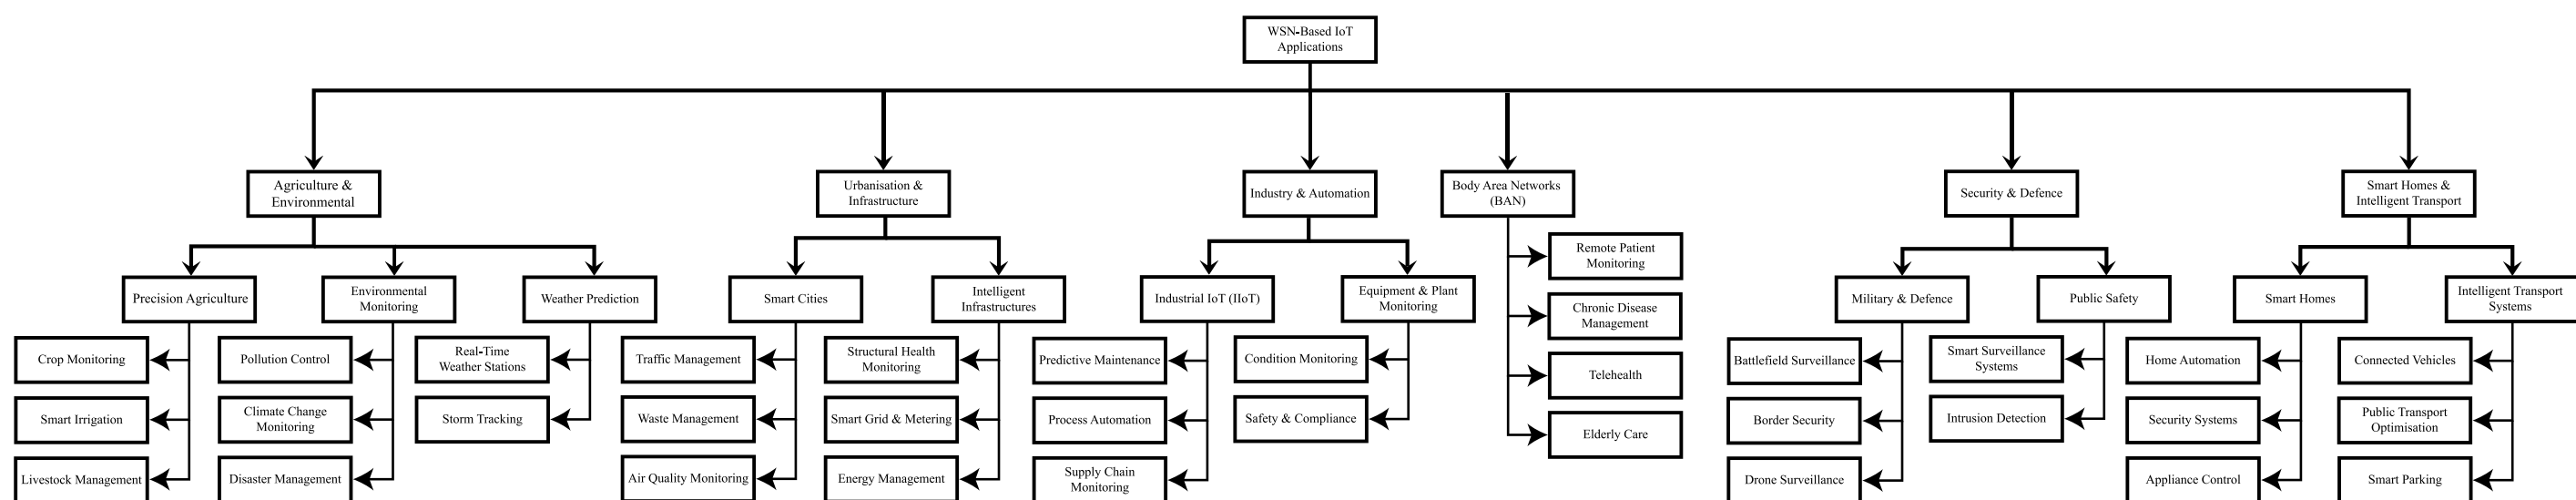 WSN-Based IoT
Applications
Agriculture &
Environmental
Urbanisation &
Infrastructure
Industry & Automation
Body Area Networks
(BAN)
Security & Defence
Smart Homes &
Intelligent Transport
Precision Agriculture
Environmental
Monitoring
Weather Prediction
Smart Cities
Intelligent
Infrastructures
Industrial IoT (IIoT)
Equipment & Plant
Monitoring
Remote Patient
Monitoring
Chronic Disease
Management
Telehealth
Elderly Care
Military & Defence
Public Safety
Smart Homes
Intelligent Transport
Systems
Crop Monitoring
Smart Irrigation
Livestock Management
Pollution Control
Climate Change
Monitoring
Disaster Management
Real-Time
Weather Stations
Storm Tracking
Traffic Management
Waste Management
Air Quality Monitoring
Structural Health
Monitoring
Smart Grid & Metering
Energy Management
Predictive Maintenance
Process Automation
Supply Chain
Monitoring
Condition Monitoring
Safety & Compliance
Battlefield Surveillance
Border Security
Drone Surveillance
Smart Surveillance
Systems
Intrusion Detection
Home Automation
Security Systems
Appliance Control
Connected Vehicles
Public Transport
Optimisation
Smart Parking